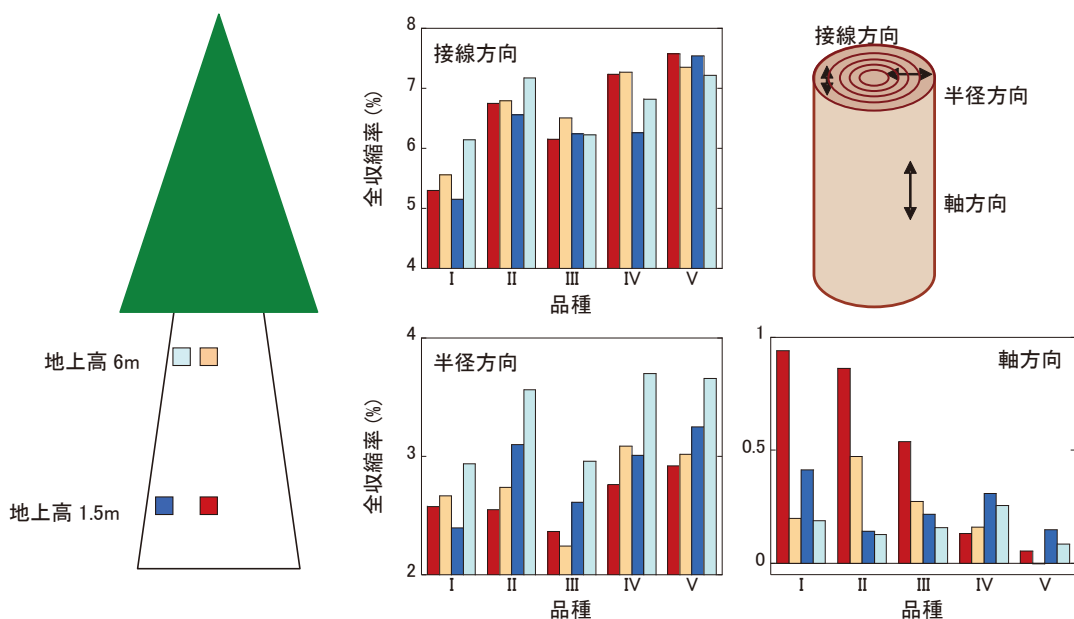 地上高 6m
地上高 1.5m
接線方向
全収縮率 (%)
8
7
6
5
4
I II III IV V
品種
接線方向
半径方向
軸方向
半径方向
全収縮率 (%)
4
3
2
I II III IV V
品種
軸方向
1
0.5
0
I II III IV V
品種